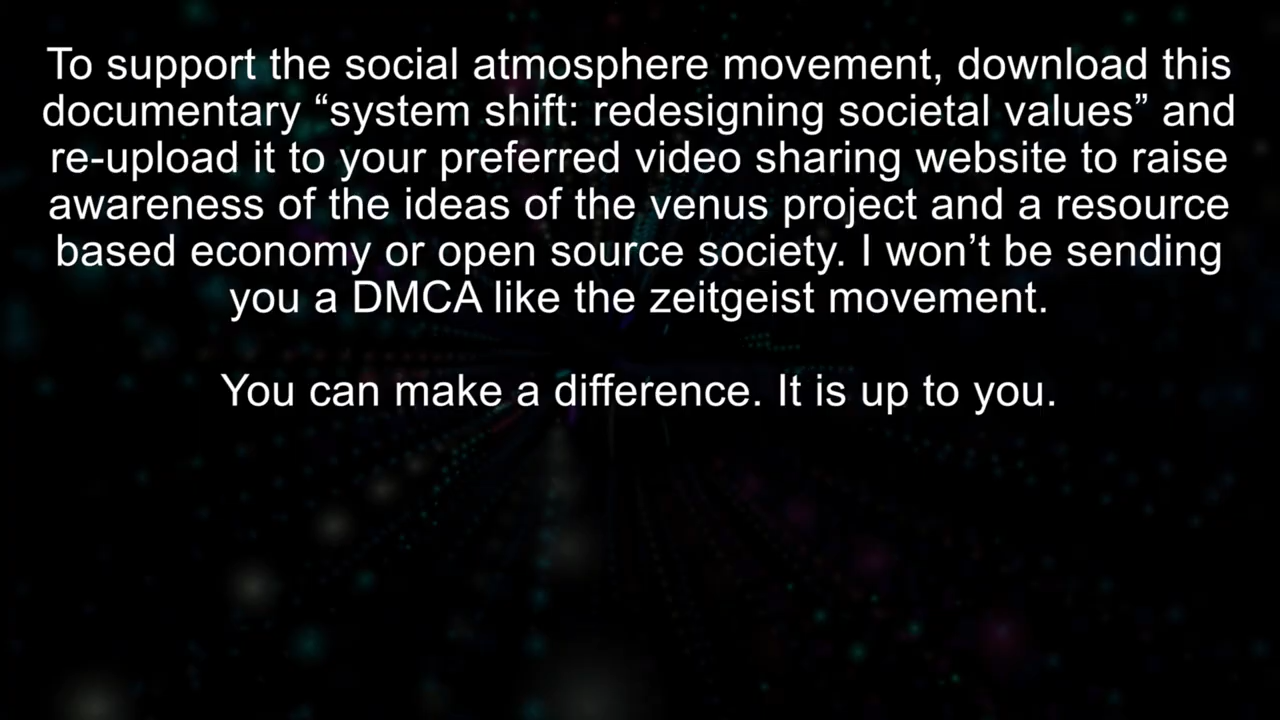 To support the social atmosphere movement, download this
documentary “system shift: redesigning societal values” and
re-upload it to your preferred video sharing website to raise
awareness of the ideas of the venus project and a resource
based economy or open source society. I won’t be sending
you a DMCA like the zeitgeist movement.
You can make a difference. It is up to you.